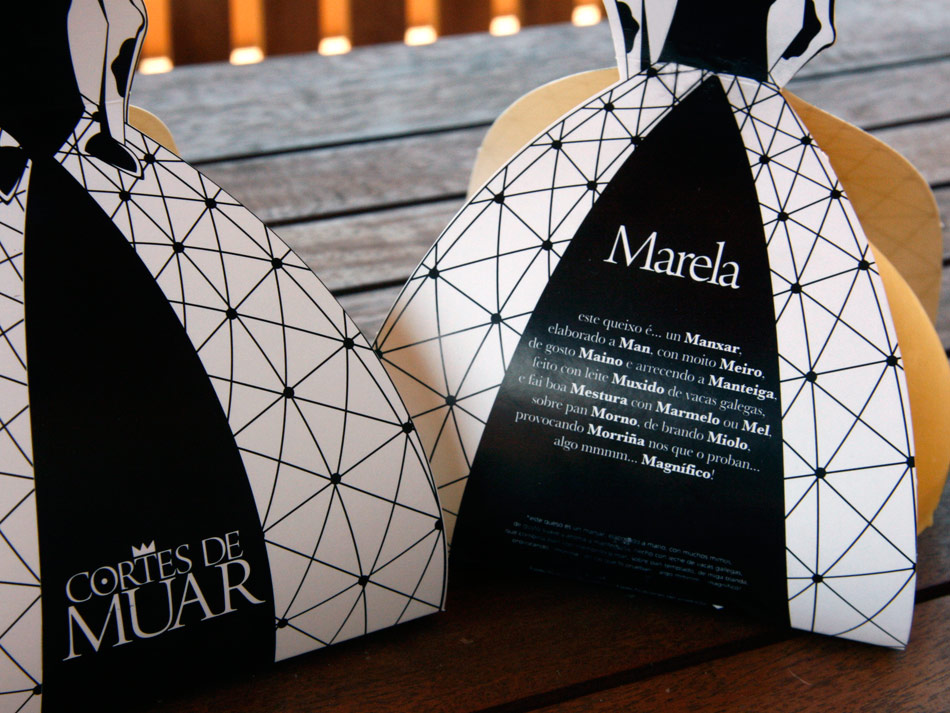 CORTES DE
MUAR
Marela
este queixo é... un Manxar,
elaborado a Man, con moito Meiro,
de gosto Maino e arrecendo a Manteiga,
feito con leite Muxido de vacas galegas,
e fai boa Mestura con Marmelo ou Mel,
sobre pan Morno, de brando Miolo,
provocando Morriña nos que o proban...
algo mmmm... Magnífico!